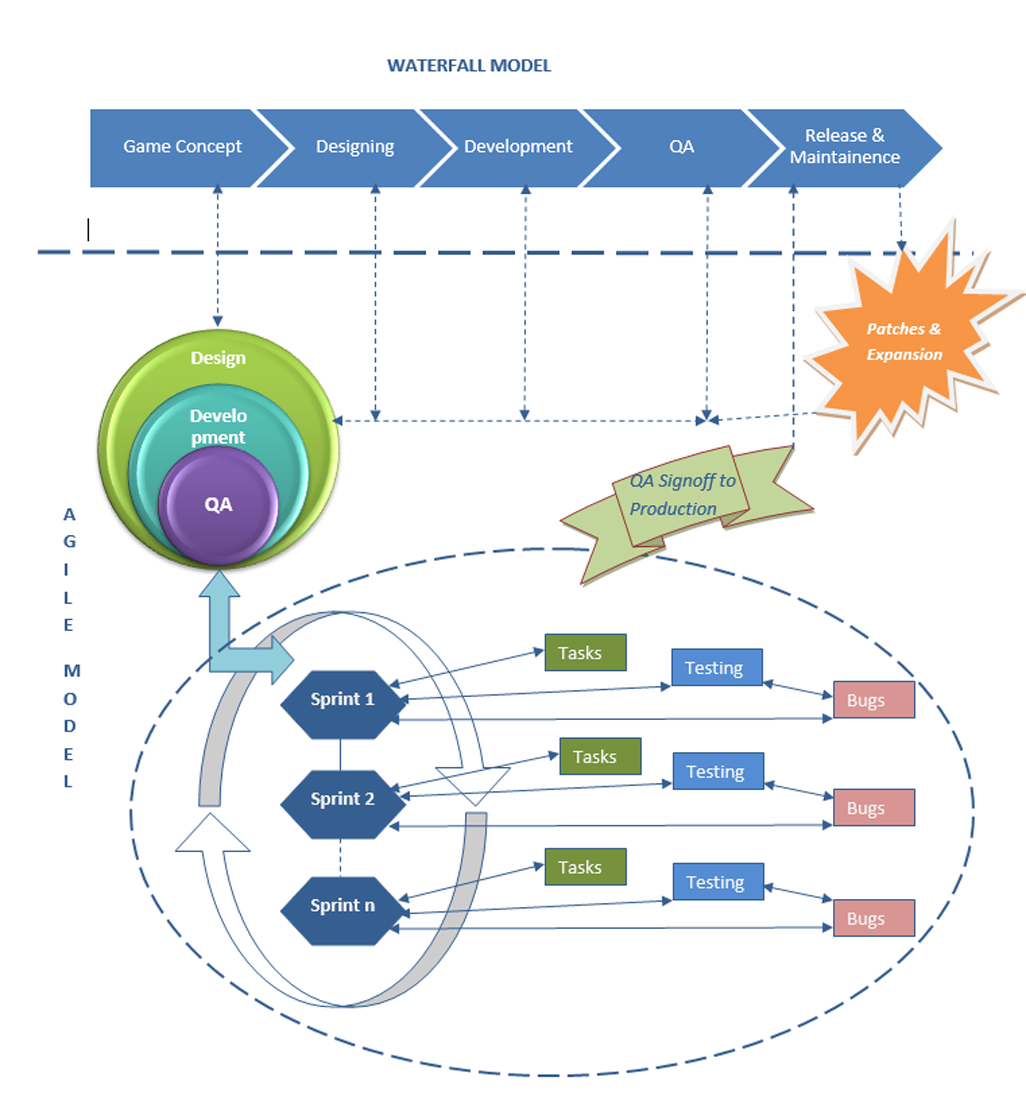 WATERFALL MODEL
Game Concept
Designing
Development
QA
Release &
Maintainence
Patches &
Expansion
Design
Develo
pment
QA
QA Signoff to
Production
A
G
I
L
E
M
O
D
E
L
Sprint 1
Tasks
Testing
Bugs
Sprint 2
Tasks
Testing
Bugs
Sprint n
Tasks
Testing
Bugs